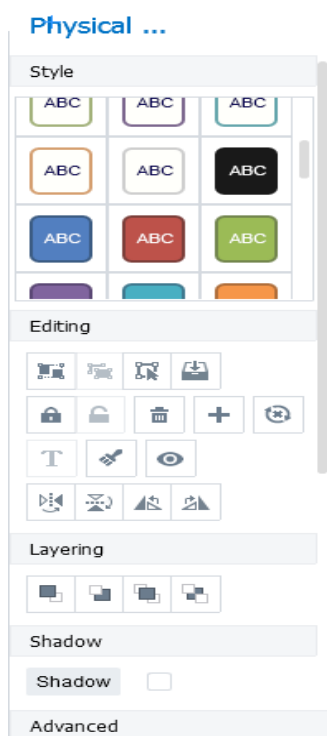 Physical ...
Style
ABC ABC ABC
ABC ABC ABC
ABC ABC ABC
Editing
T
Layering
Shadow
Shadow
Advanced